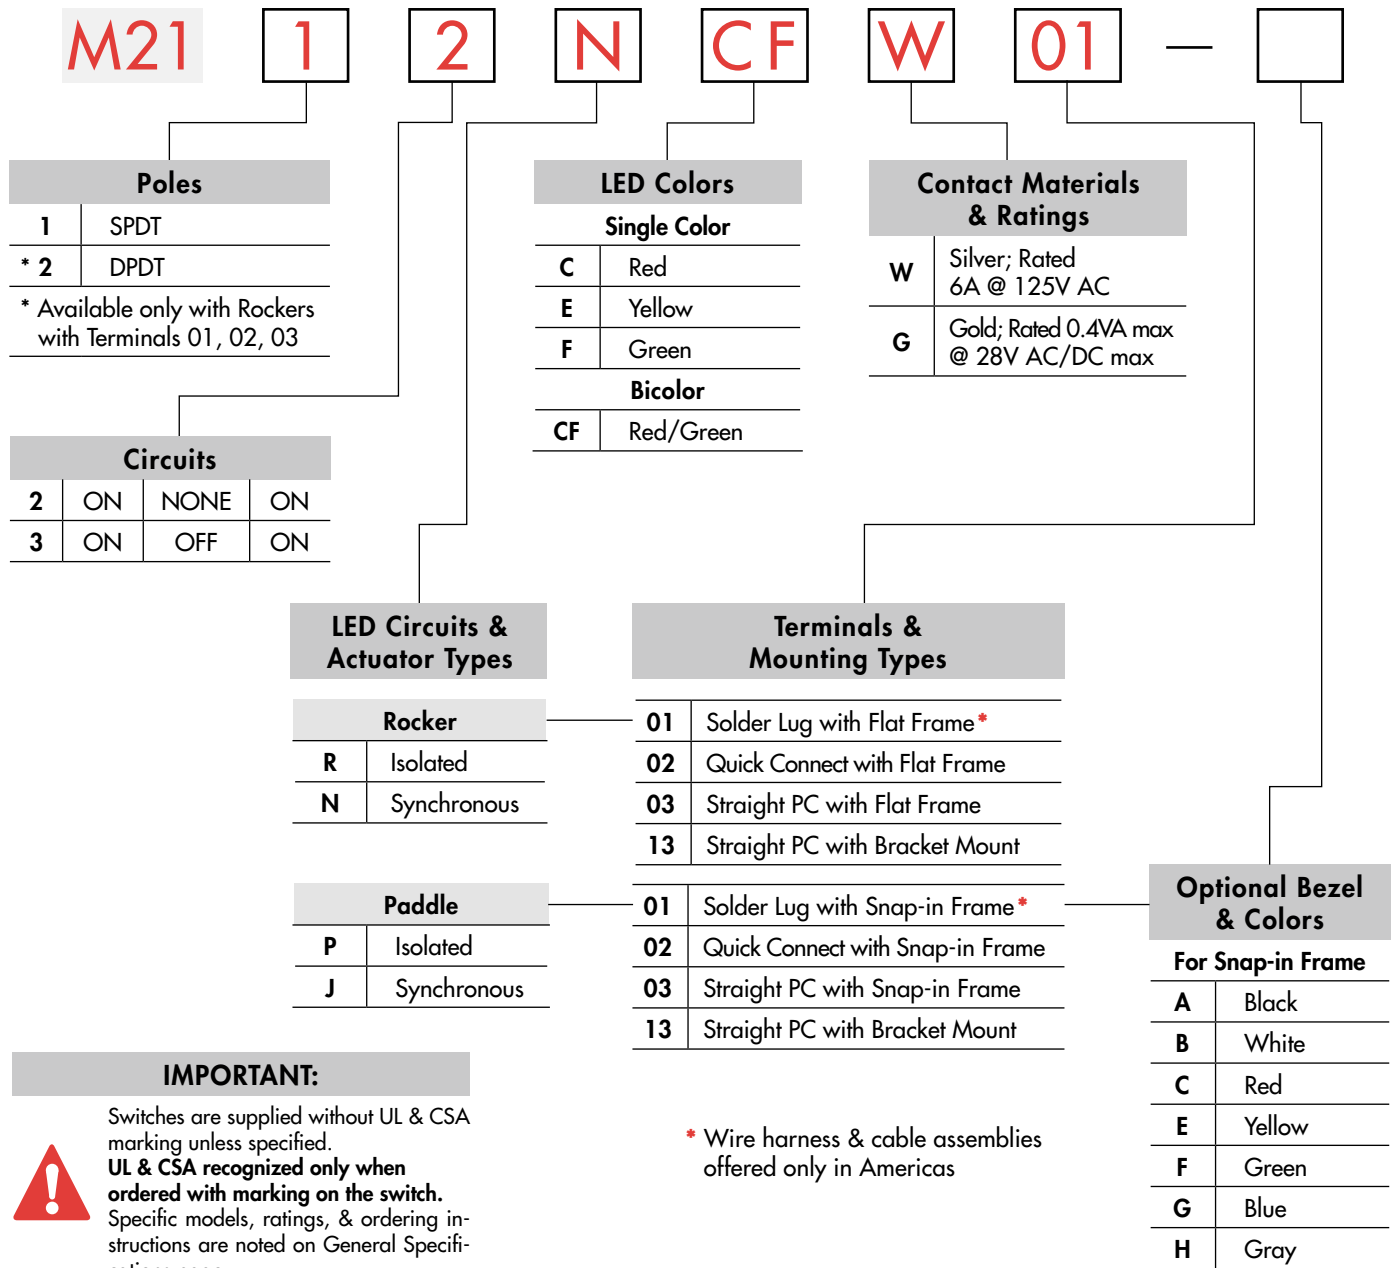 M21 1 2 N CF W 01 —
Poles
1 SPDT
* 2 DPDT
* Available only with Rockers
with Terminals 01, 02, 03
Circuits
2 ON NONE ON
3 ON OFF ON
LED Colors
Single Color
C Red
E Yellow
F Green
Bicolor
CF Red/Green
Contact Materials
& Ratings
W Silver; Rated
6A @ 125V AC
G Gold; Rated 0.4VA max
@ 28V AC/DC max
LED Circuits &
Actuator Types
Rocker
R Isolated
N Synchronous
Paddle
P Isolated
J Synchronous
Terminals &
Mounting Types
01 Solder Lug with Flat Frame*
02 Quick Connect with Flat Frame
03 Straight PC with Flat Frame
13 Straight PC with Bracket Mount
01 Solder Lug with Snap-in Frame*
02 Quick Connect with Snap-in Frame
03 Straight PC with Snap-in Frame
13 Straight PC with Bracket Mount
Optional Bezel
& Colors
For Snap-in Frame
A Black
B White
C Red
E Yellow
F Green
G Blue
H Gray
IMPORTANT:
Switches are supplied without UL & CSA
marking unless specified.
UL & CSA recognized only when
ordered with marking on the switch.
Specific models, ratings, & ordering in-
structions are noted on General Specifi-
* Wire harness & cable assemblies
offered only in Americas